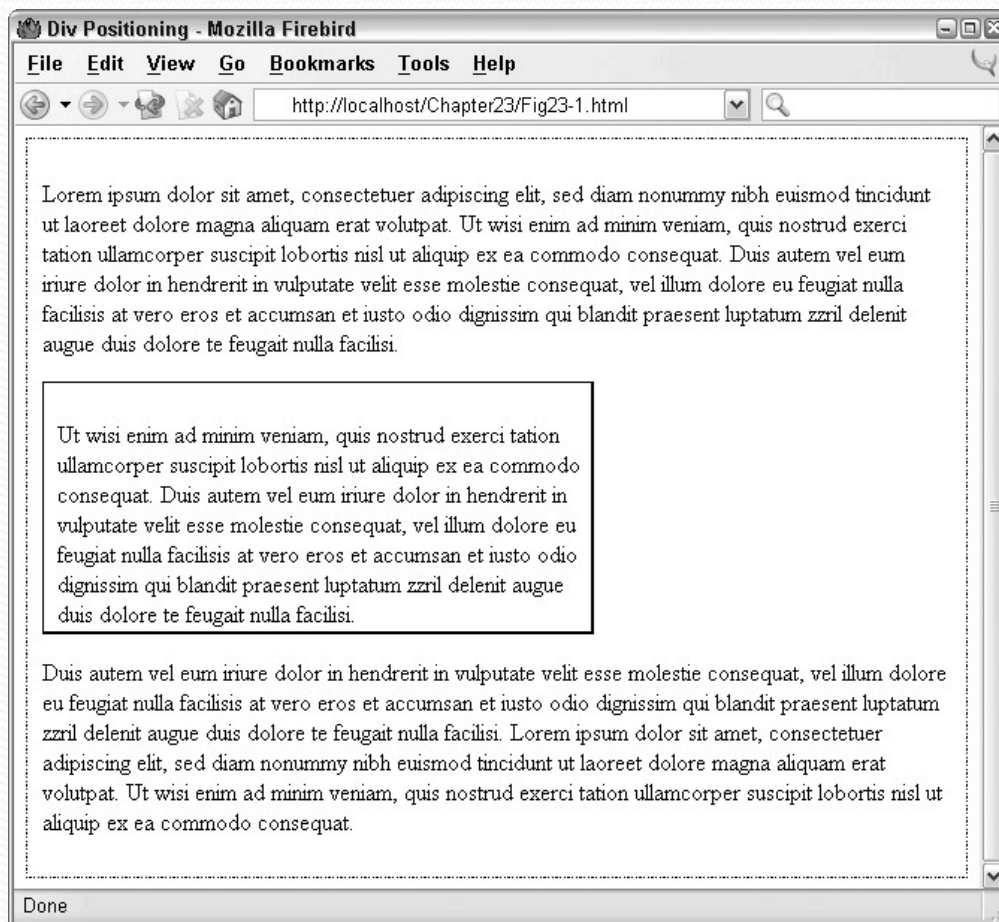 Div Positioning - Mozilla Firebird
File Edit View Go Bookmarks Tools Help
http://localhost/Chapter23/Fig23-1.html
Lorem ipsum dolor sit amet, consectetuer adipiscing elit, sed diam nonummy nibh euismod tincidunt
ut laoreet dolore magna aliquam erat volutpat. Ut wisi enim ad minim veniam, quis nostrud exerci
tation ullamcorper suscipit lobortis nisl ut aliquip ex ea commodo consequat. Duis autem vel eum
iriure dolor in hendrerit in vulputate velit esse molestie consequat, vel illum dolore eu feugiat nulla
facilisis at vero eros et accumsan et iusto odio dignissim qui blandit praesent luptatum zzril delenit
augue duis dolore te feugait nulla facilisi.
Ut wisi enim ad minim veniam, quis nostrud exerci tation
ullamcorper suscipit lobortis nisl ut aliquip ex ea commodo
consequat. Duis autem vel eum iriure dolor in hendrerit in
vulputate velit esse molestie consequat, vel illum dolore eu
feugiat nulla facilisis at vero eros et accumsan et iusto odio
dignissim qui blandit praesent luptatum zzril delenit augue
duis dolore te feugait nulla facilisi.
Duis autem vel eum iriure dolor in hendrerit in vulputate velit esse molestie consequat, vel illum dolore
eu feugiat nulla facilisis at vero eros et accumsan et iusto odio dignissim qui blandit praesent luptatum
zzril delenit augue duis dolore te feugait nulla facilisi. Lorem ipsum dolor sit amet, consectetuer
adipiscing elit, sed diam nonummy nibh euismod tincidunt ut laoreet dolore magna aliquam erat
volutpat. Ut wisi enim ad minim veniam, quis nostrud exerci tation ullamcorper suscipit lobortis nisl ut
aliquip ex ea commodo consequat.
Done